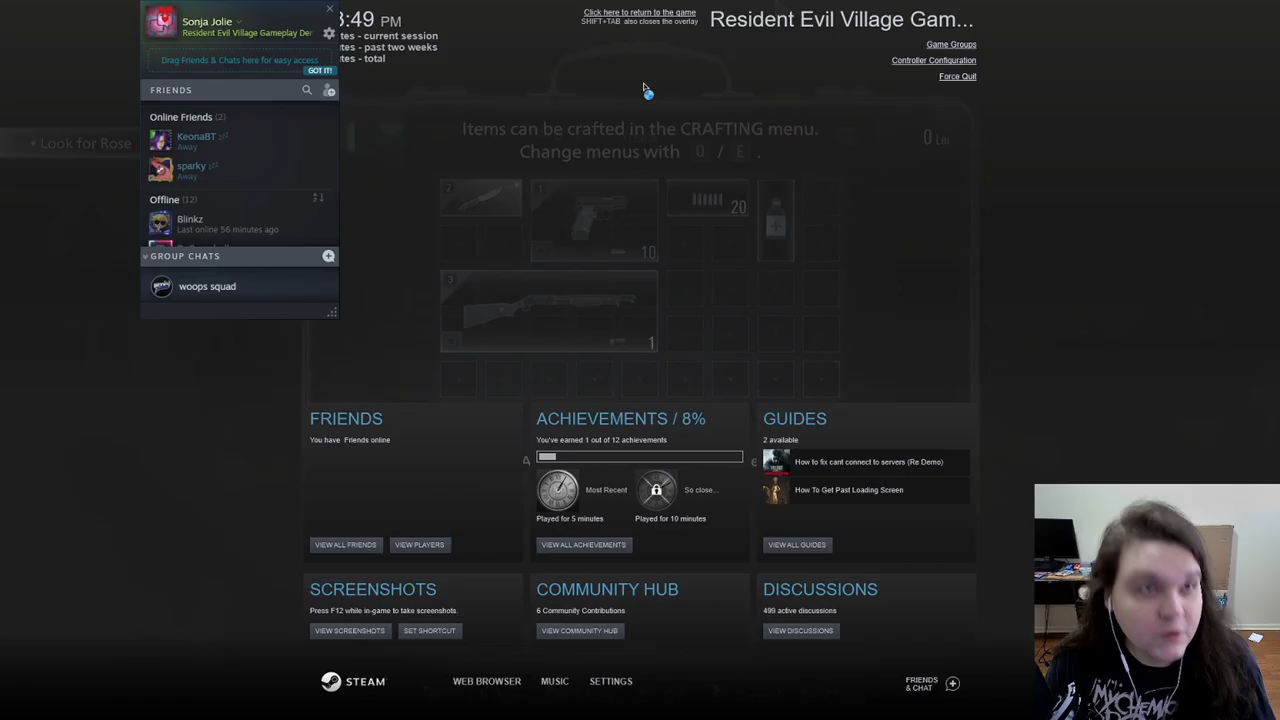 Sonja Jolie
Resident Evil Village Gameplay Der
Drag Friends & Chats here for easy access
GOT IT!
FRIENDS
Online Friends (2)
KeonaBT
Away
sparky
Away
Offline (12)
Blinkz
Last online 56 minutes ago
GROUP CHATS
woops squad
3:49 PM
tes - current session
tes - past two weeks
tes - total
Click here to return to the game
SHIFT+TAB also closes the overlay
Resident Evil Village Gam...
Game Groups
Controller Configuration
Force Quit
• Look for Rose
Items can be crafted in the CRAFTING menu.
Change menus with Q / E .
0 Lei
2
1
10
20
3
1
FRIENDS
You have Friends online
VIEW ALL FRIENDS
VIEW PLAYERS
ACHIEVEMENTS / 8%
You've earned 1 out of 12 achievements
Most Recent
So close...
Played for 5 minutes
Played for 10 minutes
VIEW ALL ACHIEVEMENTS
GUIDES
2 available
How to fix cant connect to servers (Re Demo)
How To Get Past Loading Screen
VIEW ALL GUIDES
SCREENSHOTS
Press F12 while in-game to take screenshots.
VIEW SCREENSHOTS
SET SHORTCUT
COMMUNITY HUB
6 Community Contributions
VIEW COMMUNITY HUB
DISCUSSIONS
499 active discussions
VIEW DISCUSSIONS
STEAM
WEB BROWSER
MUSIC
SETTINGS
FRIENDS
& CHAT
MY CHEMI